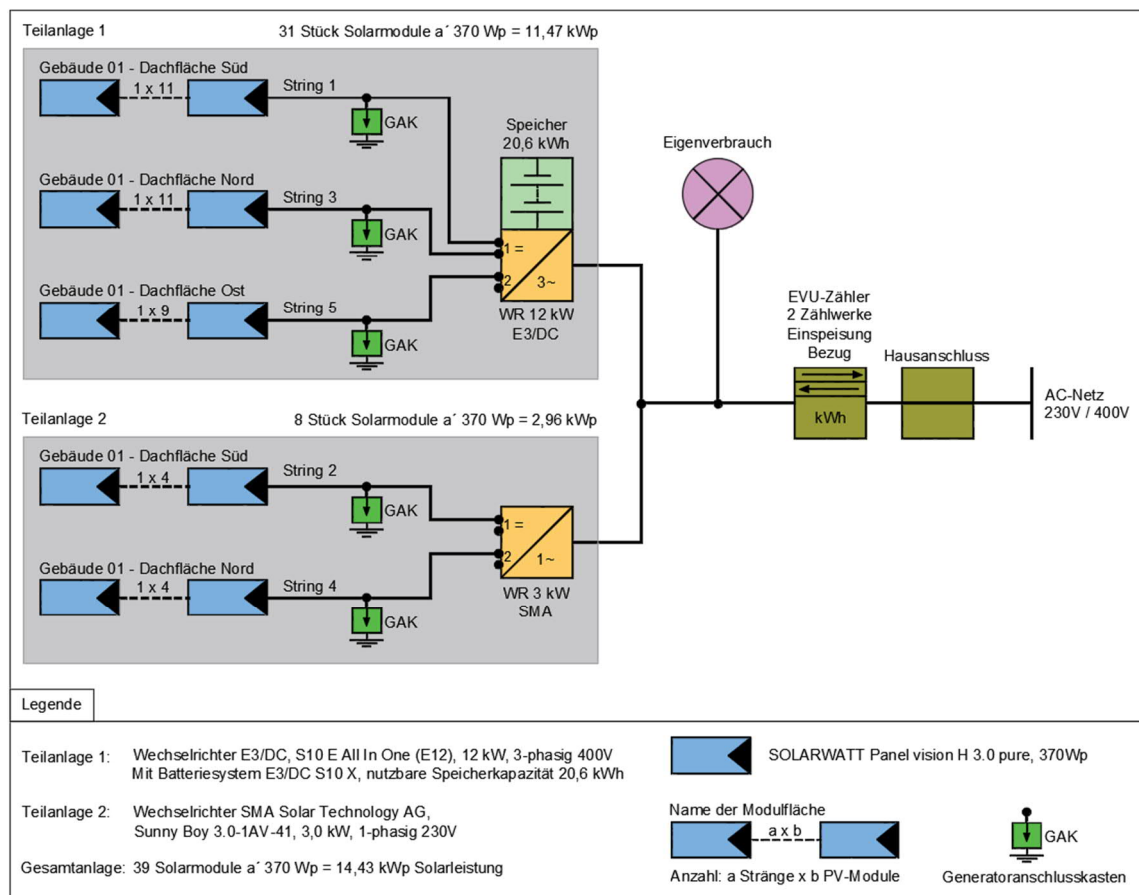 Teilanlage 1
31 Stück Solarmodule a´ 370 Wp = 11,47 kWp
Gebäude 01 - Dachfläche Süd
1 x 11
String 1
GAK
Gebäude 01 - Dachfläche Nord
1 x 11
String 3
GAK
Gebäude 01 - Dachfläche Ost
1 x 9
String 5
GAK
Speicher
20,6 kWh
1 =
2
3~
WR 12 kW
E3/DC
Eigenverbrauch
EVU-Zähler
2 Zählwerke
Einspeisung
Bezug
kWh
Hausanschluss
AC-Netz
230V / 400V
Teilanlage 2
8 Stück Solarmodule a´ 370 Wp = 2,96 kWp
Gebäude 01 - Dachfläche Süd
1 x 4
String 2
GAK
Gebäude 01 - Dachfläche Nord
1 x 4
String 4
GAK
1 =
2
1~
WR 3 kW
SMA
Legende
Teilanlage 1: Wechselrichter E3/DC, S10 E All In One (E12), 12 kW, 3-phasig 400V
Mit Batteriesystem E3/DC S10 X, nutzbare Speicherkapazität 20,6 kWh
Teilanlage 2: Wechselrichter SMA Solar Technology AG,
Sunny Boy 3.0-1AV-41, 3,0 kW, 1-phasig 230V
Gesamtanlage: 39 Solarmodule a´ 370 Wp = 14,43 kWp Solarleistung
SOLARWATT Panel vision H 3.0 pure, 370Wp
Name der Modulfläche
a x b
Anzahl: a Stränge x b PV-Module
GAK
Generatoranschlusskasten